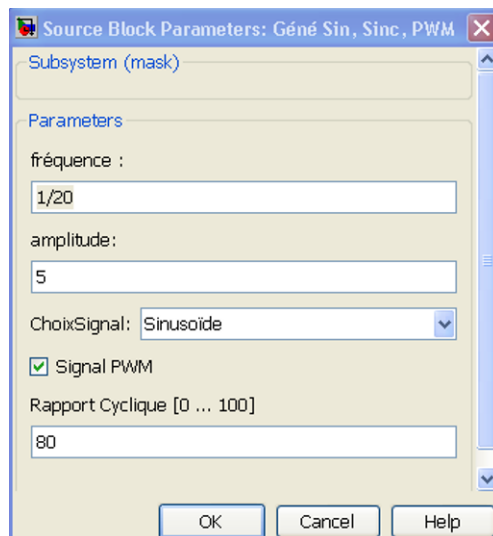 Source Block Parameters: Géné Sin, Sinc, PWM
Subsystem (mask)
Parameters
fréquence :
1/20
amplitude:
5
ChoixSignal: Sinusoïde
Signal PWM
Rapport Cyclique [0 ... 100]
80
OK Cancel Help